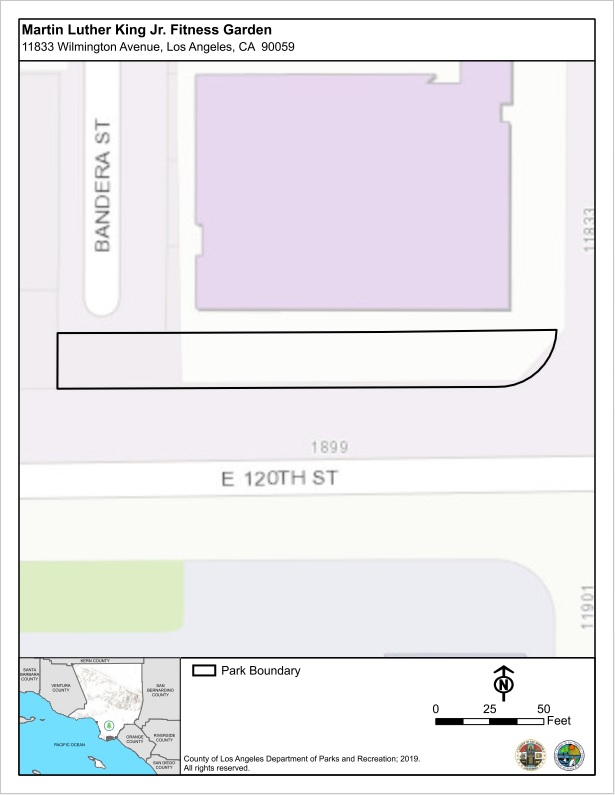 Martin Luther King Jr. Fitness Garden
11833 Wilmington Avenue, Los Angeles, CA 90059
BANDERA ST
11833
1899
E 120TH ST
11901
KERN COUNTY
SANTA
BARBARA
COUNTY
VENTURA
COUNTY
SAN
BERNARDINO
COUNTY
ORANGE
COUNTY
RIVERSIDE
COUNTY
PACIFIC OCEAN
SAN DIEGO
COUNTY
Park Boundary
N
0 25 50
Feet
County of Los Angeles Department of Parks and Recreation; 2019.
All rights reserved.